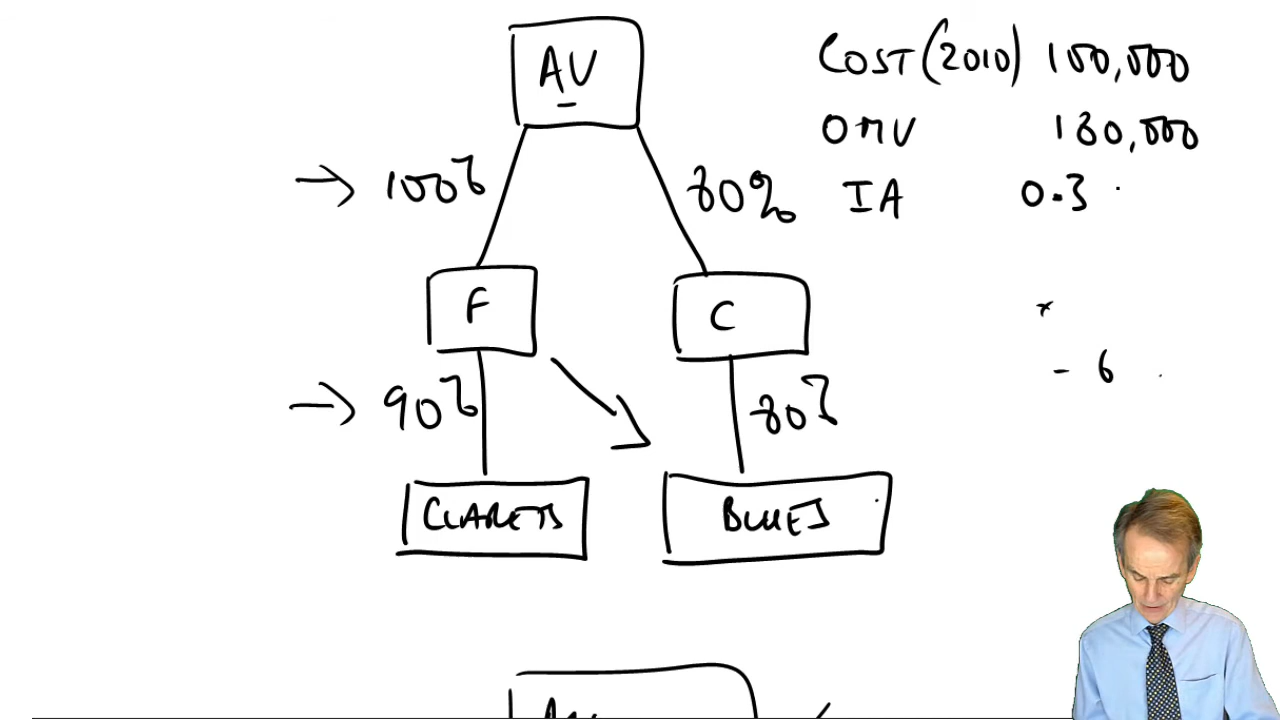 AV
COST (2010) 100,000
OMV 180,000
IA 0.3
→ 100%
80%
F
C
x
- 6
→ 90%
80%
CLARETS
BLUES